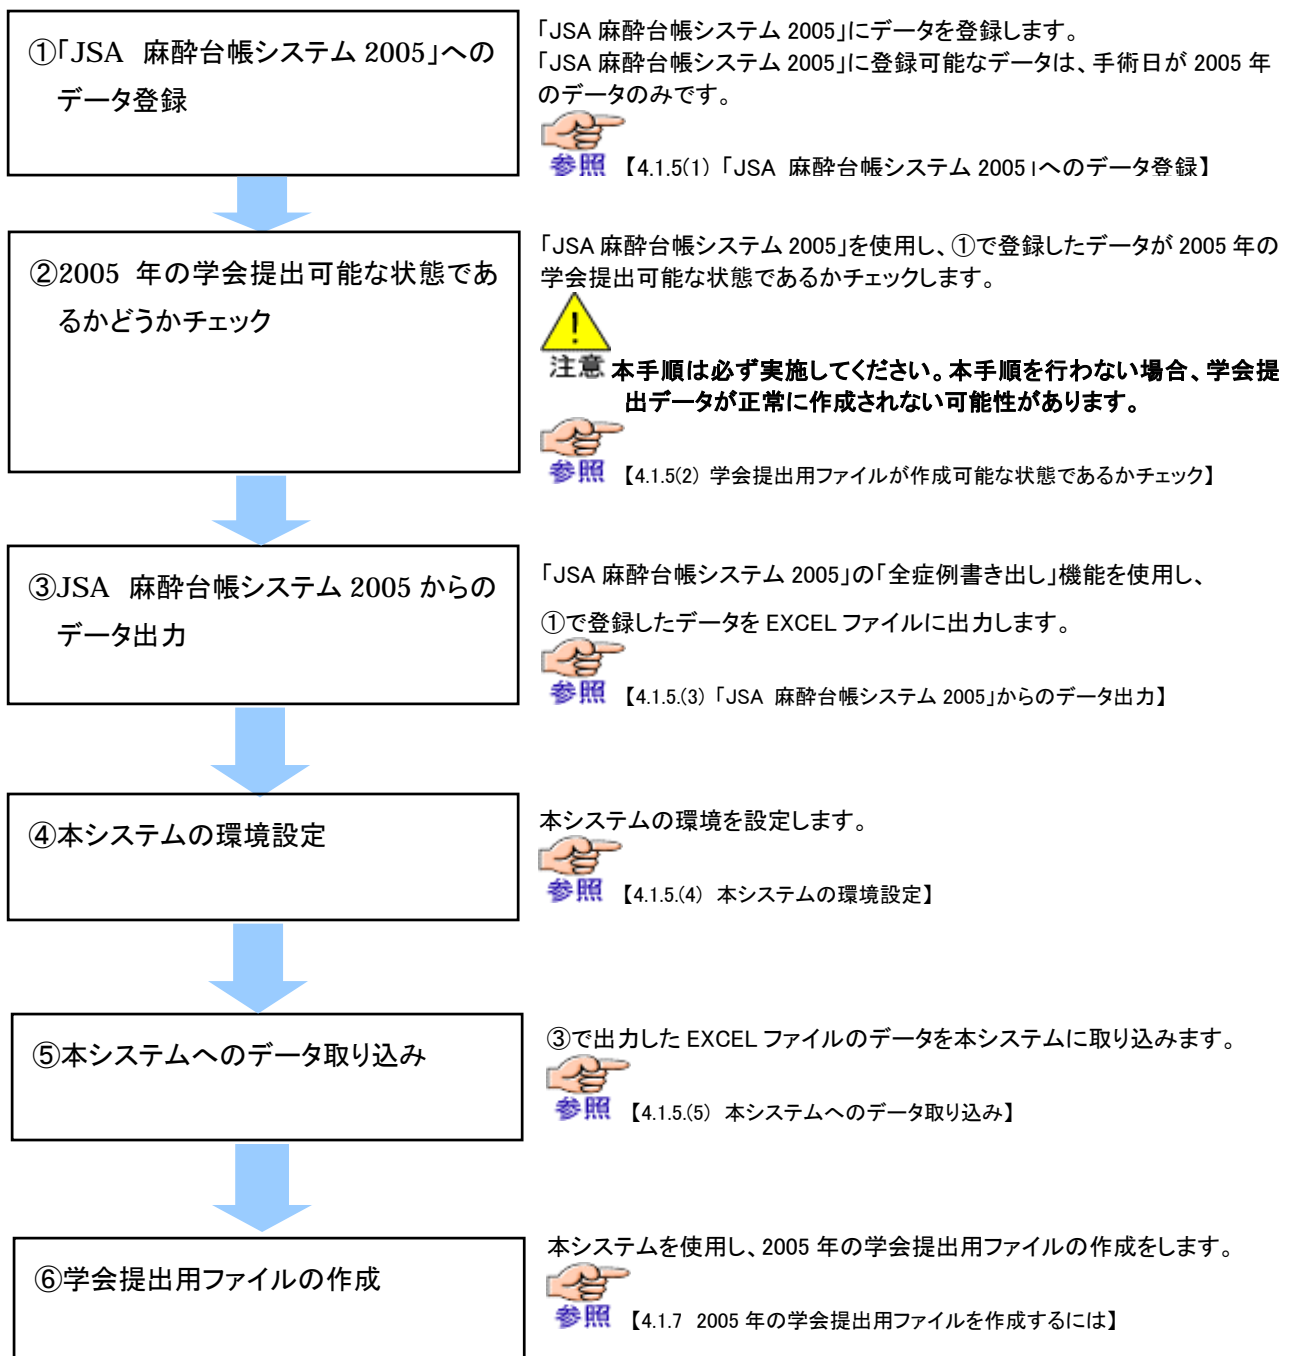 ①「JSA 麻酔台帳システム 2005」への
データ登録
「JSA 麻酔台帳システム 2005」にデータを登録します。
「JSA 麻酔台帳システム 2005」に登録可能なデータは、手術日が 2005 年
のデータのみです。
参照 【4.1.5(1) 「JSA 麻酔台帳システム 2005」へのデータ登録】
②2005 年の学会提出可能な状態であ
るかどうかチェック
「JSA 麻酔台帳システム 2005」を使用し、①で登録したデータが 2005 年の
学会提出可能な状態であるかチェックします。
!
注意 本手順は必ず実施してください。本手順を行わない場合、学会提
出データが正常に作成されない可能性があります。
参照 【4.1.5(2) 学会提出用ファイルが作成可能な状態であるかチェック】
③JSA 麻酔台帳システム 2005 からの
データ出力
「JSA 麻酔台帳システム 2005」の「全症例書き出し」機能を使用し、
①で登録したデータを EXCEL ファイルに出力します。
参照 【4.1.5.(3) 「JSA 麻酔台帳システム 2005」からのデータ出力】
④本システムの環境設定
本システムの環境を設定します。
参照 【4.1.5.(4) 本システムの環境設定】
⑤本システムへのデータ取り込み
③で出力した EXCEL ファイルのデータを本システムに取り込みます。
参照 【4.1.5.(5) 本システムへのデータ取り込み】
⑥学会提出用ファイルの作成
本システムを使用し、2005 年の学会提出用ファイルの作成をします。
参照 【4.1.7 2005 年の学会提出用ファイルを作成するには】